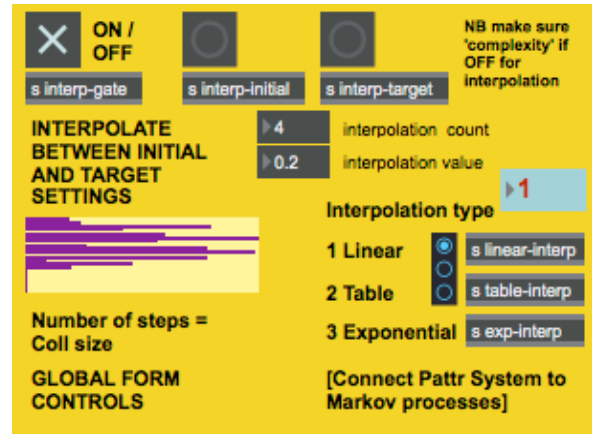 ON /
OFF
NB make sure
'complexity' if
OFF for
interpolation
s interp-gate
s interp-initial
s interp-target
INTERPOLATE
BETWEEN INITIAL
AND TARGET
SETTINGS
4
interpolation count
0.2
interpolation value
1
Interpolation type
1 Linear
s linear-interp
2 Table
s table-interp
3 Exponential
s exp-interp
Number of steps =
Coll size
GLOBAL FORM
CONTROLS
[Connect Pattr System to
Markov processes]